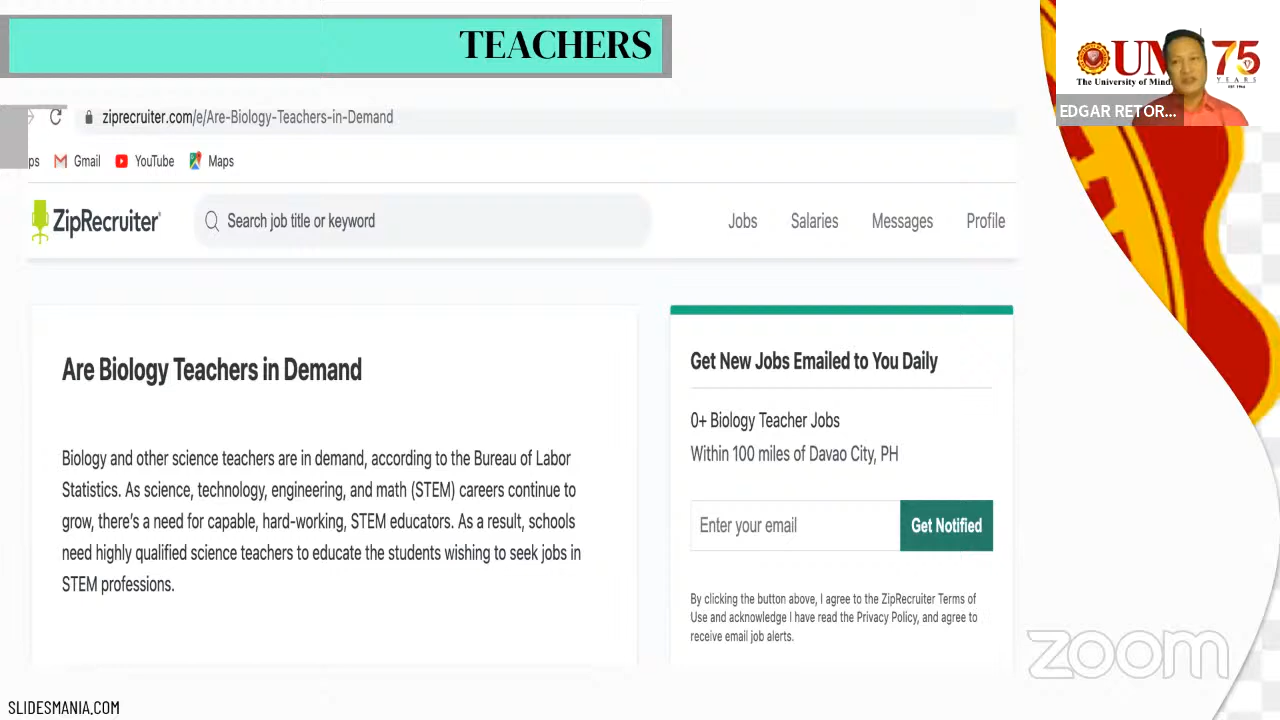 TEACHERS
UM
75
YEARS
EST. 1946
The University of Mind
EDGAR RETOR...
ziprecruiter.com/e/Are-Biology-Teachers-in-Demand
ps Gmail YouTube Maps
ZipRecruiter Search job title or keyword Jobs Salaries Messages Profile
Are Biology Teachers in Demand
Biology and other science teachers are in demand, according to the Bureau of Labor
Statistics. As science, technology, engineering, and math (STEM) careers continue to
grow, there's a need for capable, hard-working, STEM educators. As a result, schools
need highly qualified science teachers to educate the students wishing to seek jobs in
STEM professions.
Get New Jobs Emailed to You Daily
0+ Biology Teacher Jobs
Within 100 miles of Davao City, PH
Enter your email Get Notified
By clicking the button above, I agree to the ZipRecruiter Terms of
Use and acknowledge I have read the Privacy Policy, and agree to
receive email job alerts.
zoom
SLIDESMANIA.COM